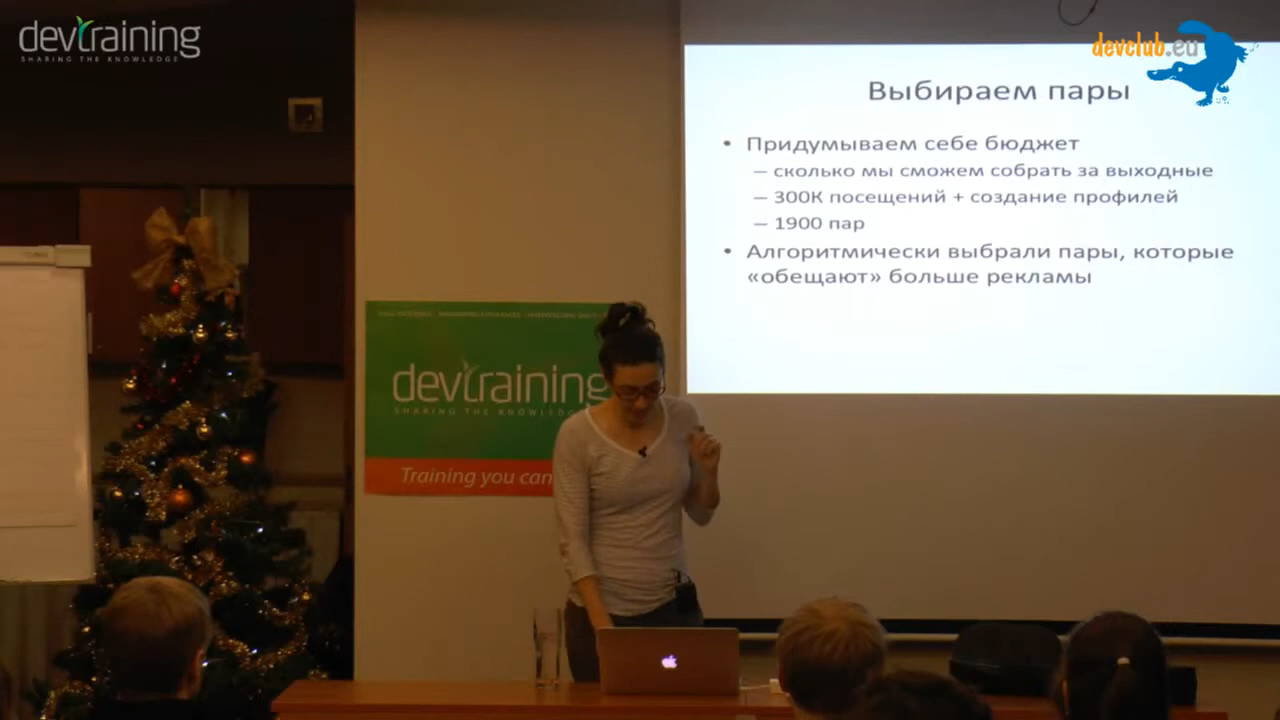 devtraining
SHARING THE KNOWLEDGE
devclub.eu
Выбираем пары
• Придумываем себе бюджет
– сколько мы сможем собрать за выходные
– 300К посещений + создание профилей
– 1900 пар
• Алгоритмически выбрали пары, которые
«обещают» больше рекламы
devtraining
SHARING THE KNOWLEDGE
Training you can